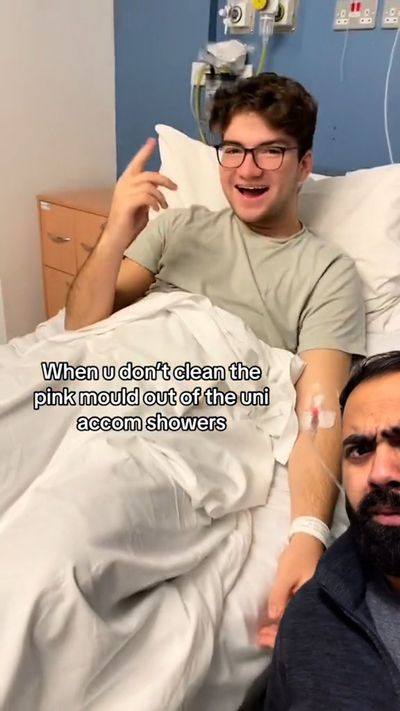 When u don't clean the
pink mould out of the uni
accom showers